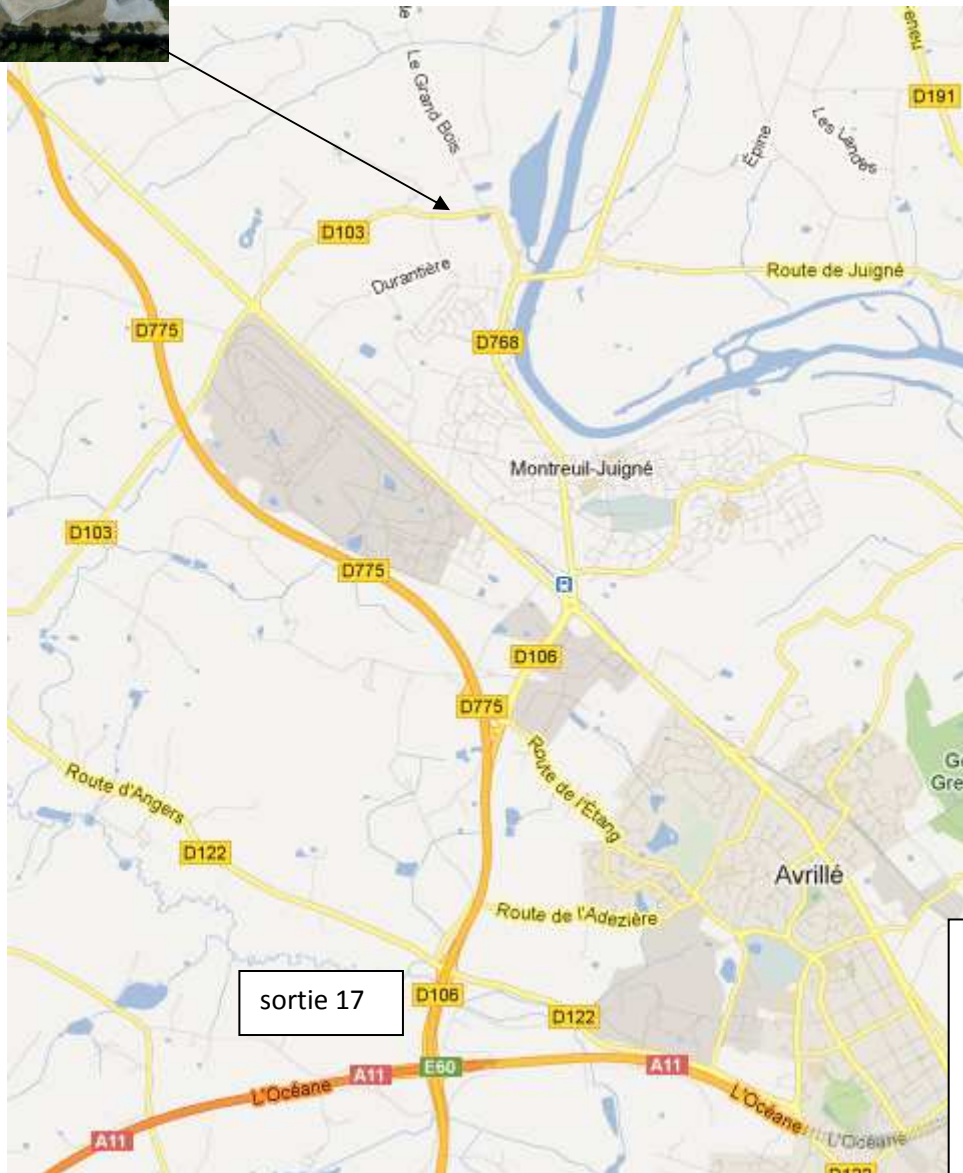 Le Grand Bois
D191
Épine
D103
Durantière
Route de Juigné
D775
D768
Montreuil-Juigné
D103
D775
D106
D775
Route de l'Étang
Route d'Angers
D122
Avrillé
Route de l'Adezière
sortie 17
D106
D122
A11
E60
A11
L'Océane
L'Océane
A11
L'Océane